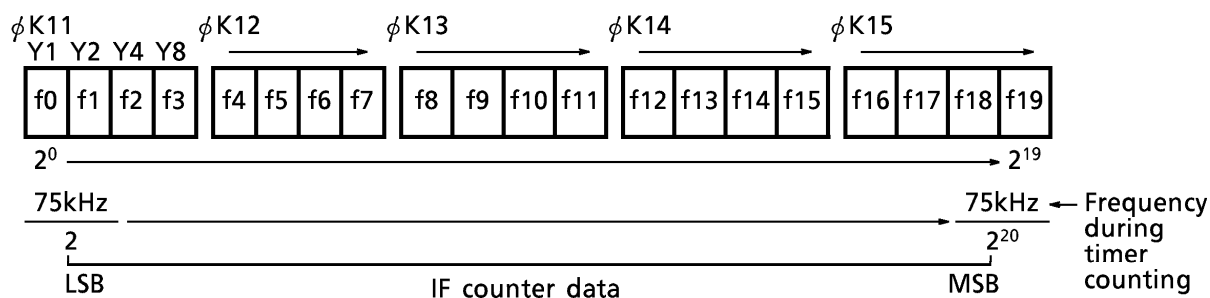 ϕK11 ϕK12 ϕK13 ϕK14 ϕK15
Y1 Y2 Y4 Y8
f0 f1 f2 f3 f4 f5 f6 f7 f8 f9 f10 f11 f12 f13 f14 f15 f16 f17 f18 f19
2⁰ 2¹⁹
75kHz 75kHz Frequency
2 2²⁰ during
timer
counting
LSB IF counter data MSB